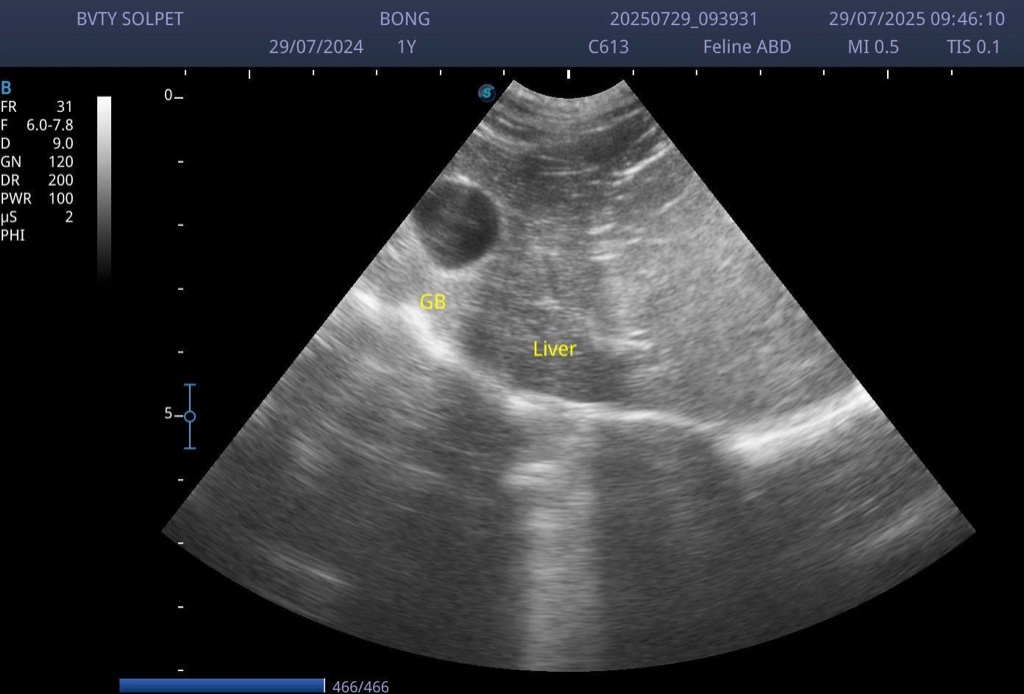 BVTY SOLPET BONG 20250729_093931 29/07/2025 09:46:10
29/07/2024 1Y C613 Feline ABD MI 0.5 TIS 0.1
B
FR 31
F 6.0-7.8
D 9.0
GN 120
DR 200
PWR 100
µS 2
PHI
0
S
GB
Liver
5
466/466